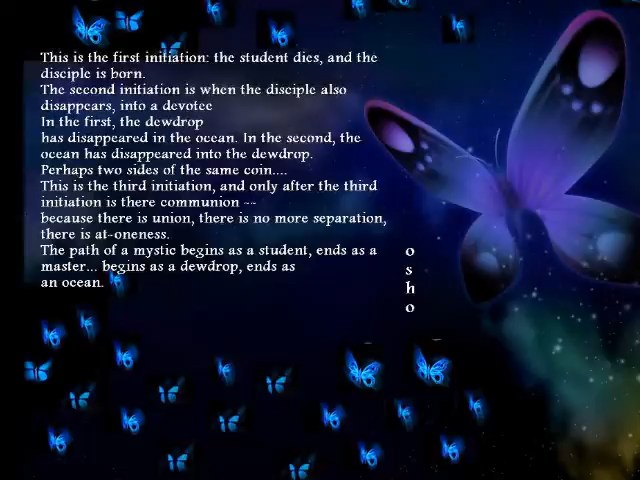 This is the first initiation: the student dies, and the
disciple is born.
The second initiation is when the disciple also
disappears, into a devotee
In the first, the dewdrop
has disappeared in the ocean. In the second, the
ocean has disappeared into the dewdrop.
Perhaps two sides of the same coin....
This is the third initiation, and only after the third
initiation is there communion --
because there is union, there is no more separation,
there is at-oneness.
The path of a mystic begins as a student, ends as a
master... begins as a dewdrop, ends as
an ocean.
o
s
h
o